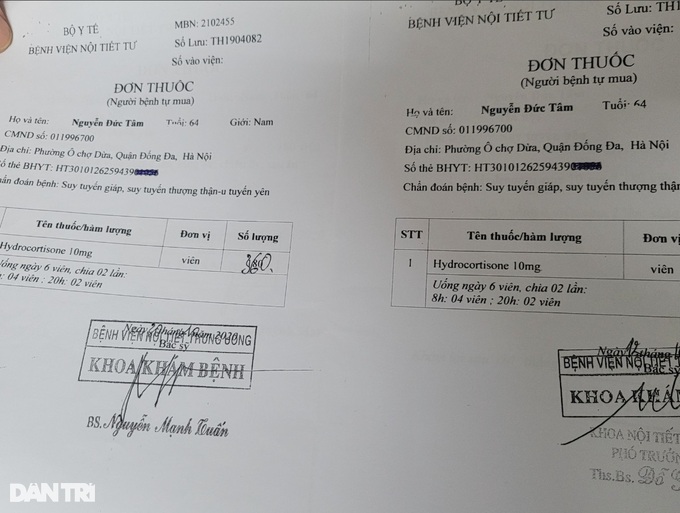 BỘ Y TẾ
BỆNH VIỆN NỘI TIẾT TƯ
MBN: 2102455
Số Lưu: TH1904082
Số vào viện:
ĐƠN THUỐC
(Người bệnh tự mua)
Họ và tên: Nguyễn Đức Tâm Tuổi: 64 Giới: Nam
CMND số: 011996700
Địa chỉ: Phường Ô chợ Dừa, Quận Đống Đa, Hà Nội
Số thẻ BHYT: HT3010126259439
Chẩn đoán bệnh: Suy tuyến giáp, suy tuyến thượng thận-u tuyến yên
Tên thuốc/hàm lượng Đơn vị Số lượng
Hydrocortisone 10mg viên 360
Uống ngày 6 viên, chia 02 lần:
h: 04 viên ; 20h: 02 viên
BỆNH VIỆN NỘI TIẾT TRUNG ƯƠNG
Bác sỹ
KHOA KHÁM BỆNH
BS. Nguyễn Mạnh Tuấn
BỘ Y TẾ
BỆNH VIỆN NỘI TIẾT TƯ
Số Lưu: TH1
Số vào viện:
ĐƠN THUỐC
(Người bệnh tự mua)
Họ và tên: Nguyễn Đức Tâm Tuổi: 64
CMND số: 011996700
Địa chỉ: Phường Ô chợ Dừa, Quận Đống Đa, Hà Nội
Số thẻ BHYT: HT3010126259439
Chẩn đoán bệnh: Suy tuyến giáp, suy tuyến thượng thận
STT Tên thuốc/hàm lượng Đơn vị
1 Hydrocortisone 10mg viên
Uống ngày 6 viên, chia 02 lần:
8h: 04 viên; 20h: 02 viên
BỆNH VIỆN NỘI TIẾT
Bác sỹ
KHOA KHÁM
KHOA NỘI TIẾT
PHÓ TRƯỞNG
Ths.Bs. Đỗ
DÂN TRÍ